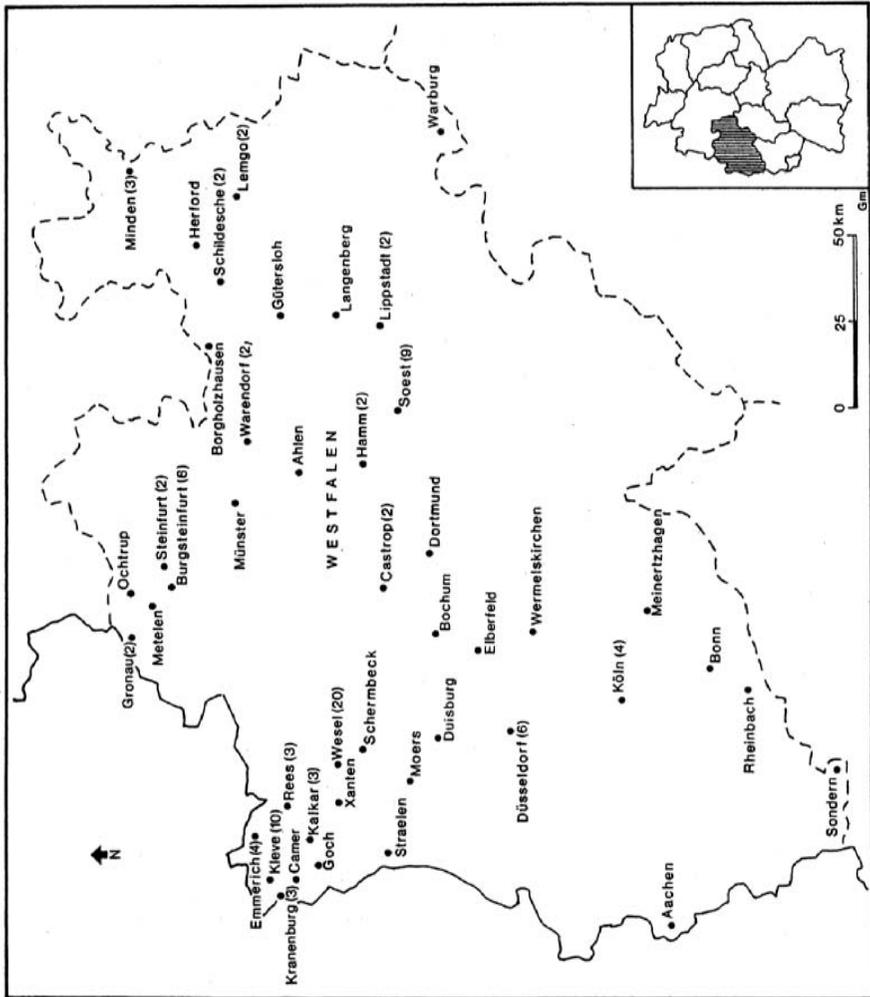 N
Minden (3)
Herford
Schildesche (2)
Lemgo (2)
Warburg
Gütersloh
Langenberg
Lippstadt (2)
Borgholzhausen
Warendorf (2,
Soest (9)
Ahlen
Hamm (2)
WESTFALEN
Ochtrup
Steinfurt (2)
Burgsteinfurt (6)
Münster
Metelen
Gronau (2)
Castrop (2)
Dortmund
Bochum
Elberfeld
Wermelskirchen
Meinertzhagen
Schermbeck
Wesel (20)
Xanten
Rees (3)
Kalkar (3)
Emmerich (4)
Kleve (10)
Camer
Kranenburg (3)
Goch
Straelen
Moers
Duisburg
Düsseldorf (6)
Köln (4)
Bonn
Rheinbach
Sondern
Aachen
0 25 50 km
Gm